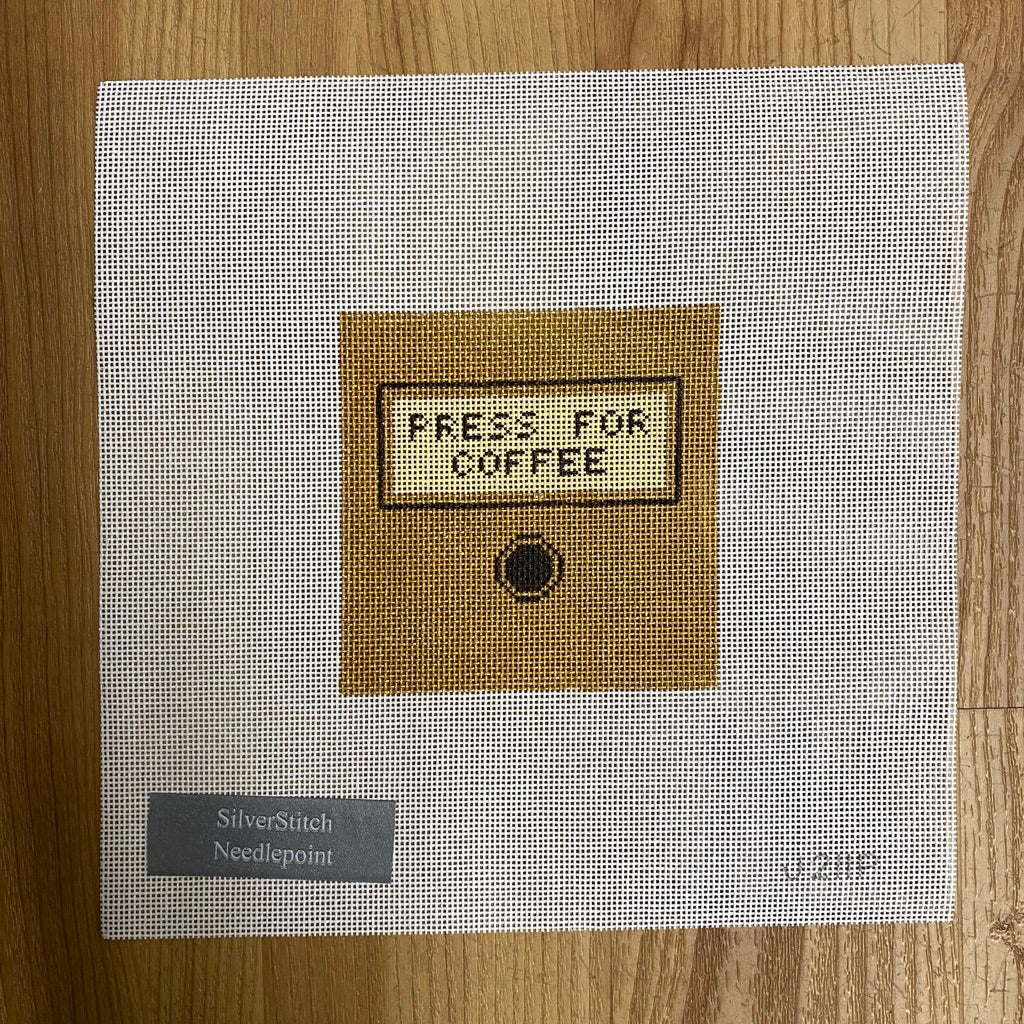 PRESS FOR
COFFEE
SilverStitch
Needlepoint